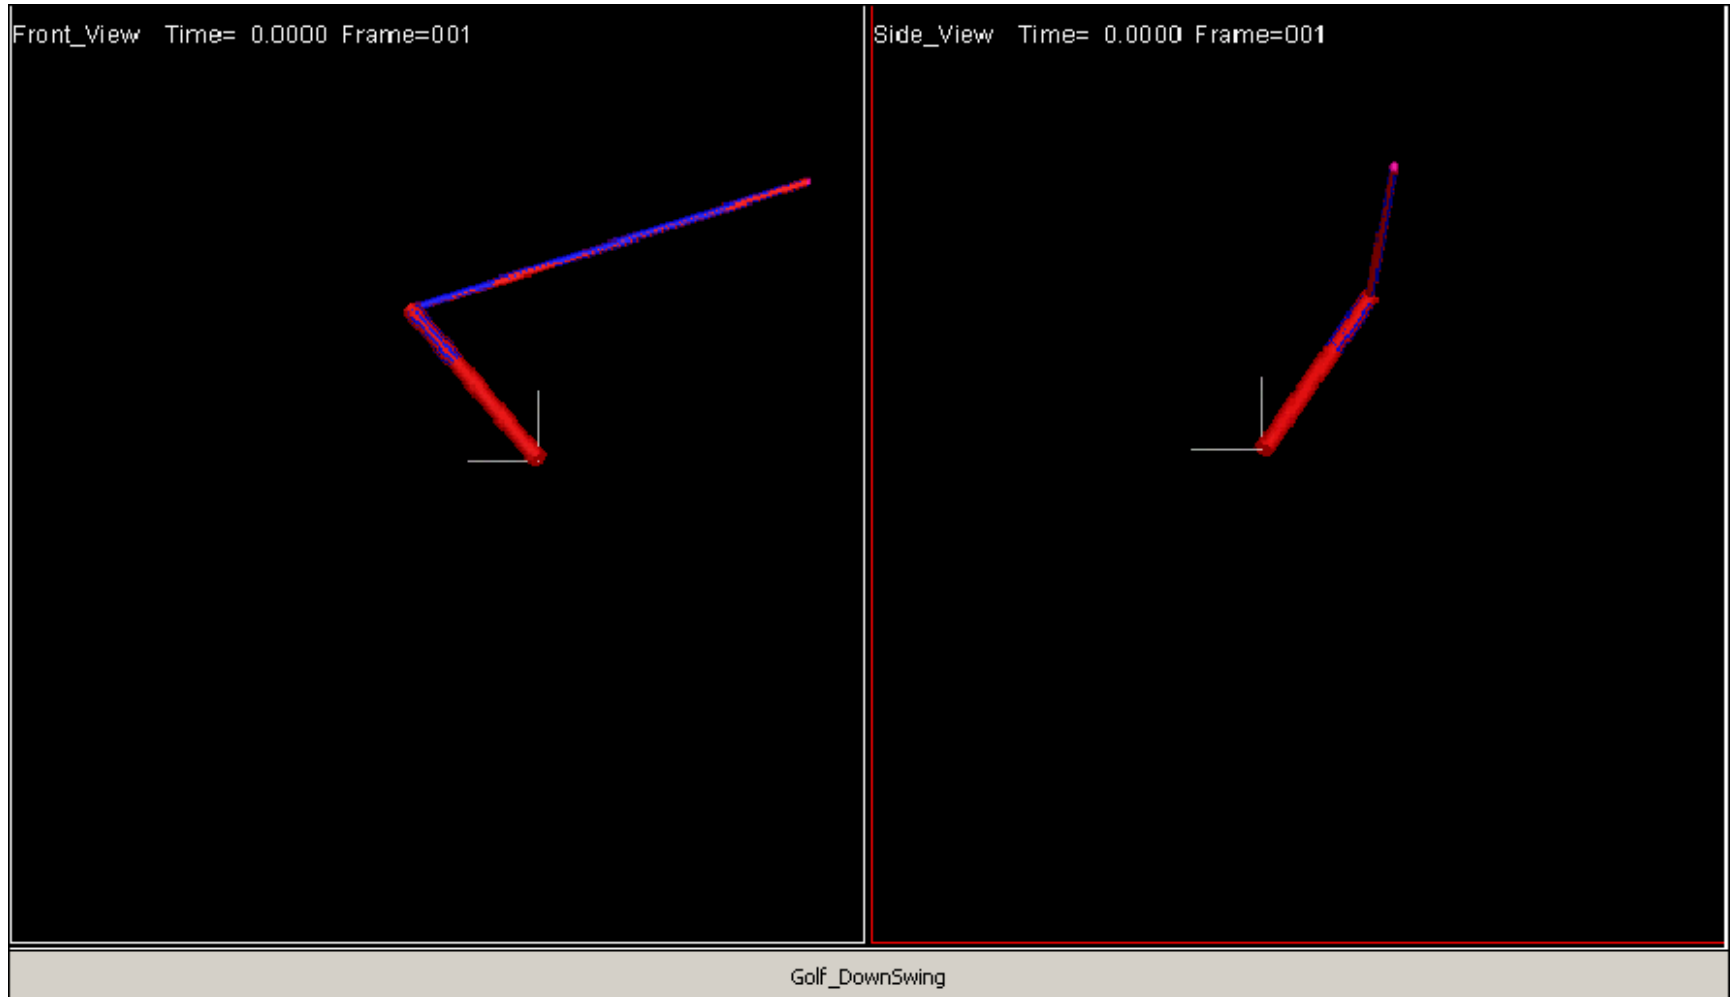 Front_View Time= 0.0000 Frame=001
Side_View Time= 0.0000 Frame=001
Golf_DownSwing